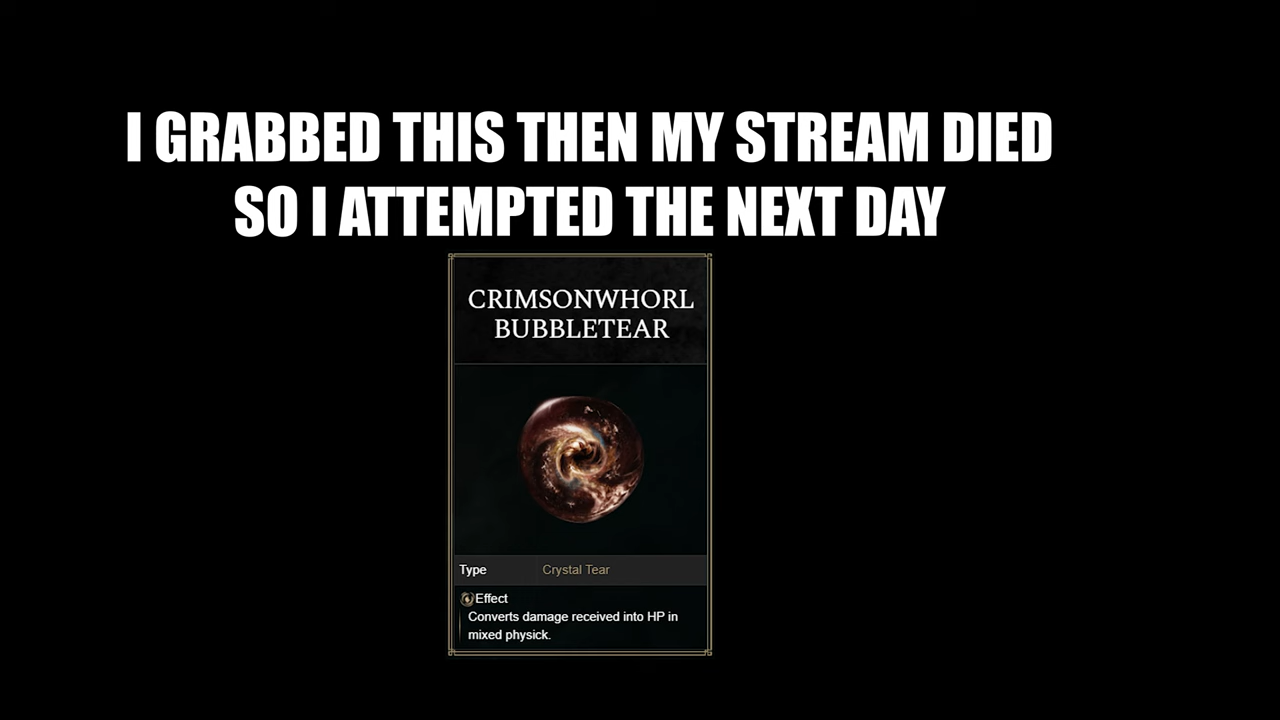 I GRABBED THIS THEN MY STREAM DIED
SO I ATTEMPTED THE NEXT DAY
CRIMSONWHORL
BUBBLETEAR
Type Crystal Tear
Effect
Converts damage received into HP in
mixed physick.